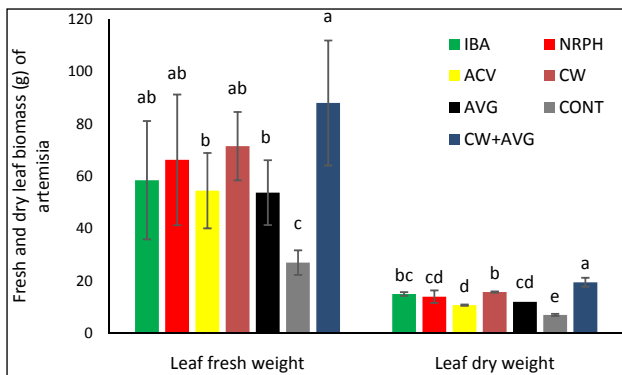 Fresh and dry leaf biomass (g) of
artemisia
120
100
80
60
40
20
0
ab
ab
b
ab
b
c
a
bc
cd
d
b
cd
e
a
IBA
NRPH
ACV
CW
AVG
CONT
CW+AVG
Leaf fresh weight
Leaf dry weight